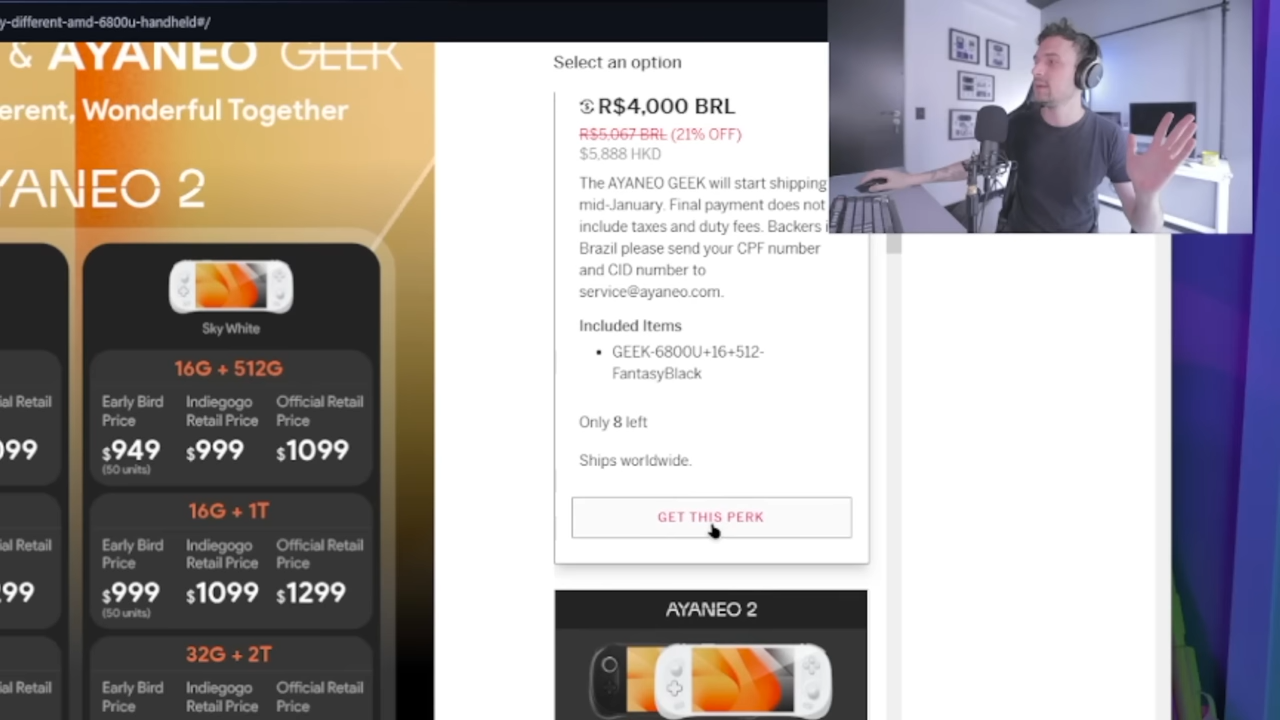 y-different-amd-6800u-handheld#/
& AYANEO GEEK
erent, Wonderful Together
YANEO 2
Sky White
16G + 512G
Early Bird Price
Indiegogo Retail Price
Official Retail Price
$949
(50 units)
$999
$1099
ial Retail
099
16G + 1T
Early Bird Price
Indiegogo Retail Price
Official Retail Price
$999
(50 units)
$1099
$1299
ial Retail
99
32G + 2T
Early Bird Price
Indiegogo Retail Price
Official Retail Price
ial Retail
Select an option
R$4,000 BRL
R$5,067 BRL (21% OFF)
$5,888 HKD
The AYANEO GEEK will start shipping
mid-January. Final payment does not
include taxes and duty fees. Backers i
Brazil please send your CPF number
and CID number to
service@ayaneo.com.
Included Items
• GEEK-6800U+16+512-
FantasyBlack
Only 8 left
Ships worldwide.
GET THIS PERK
AYANEO 2